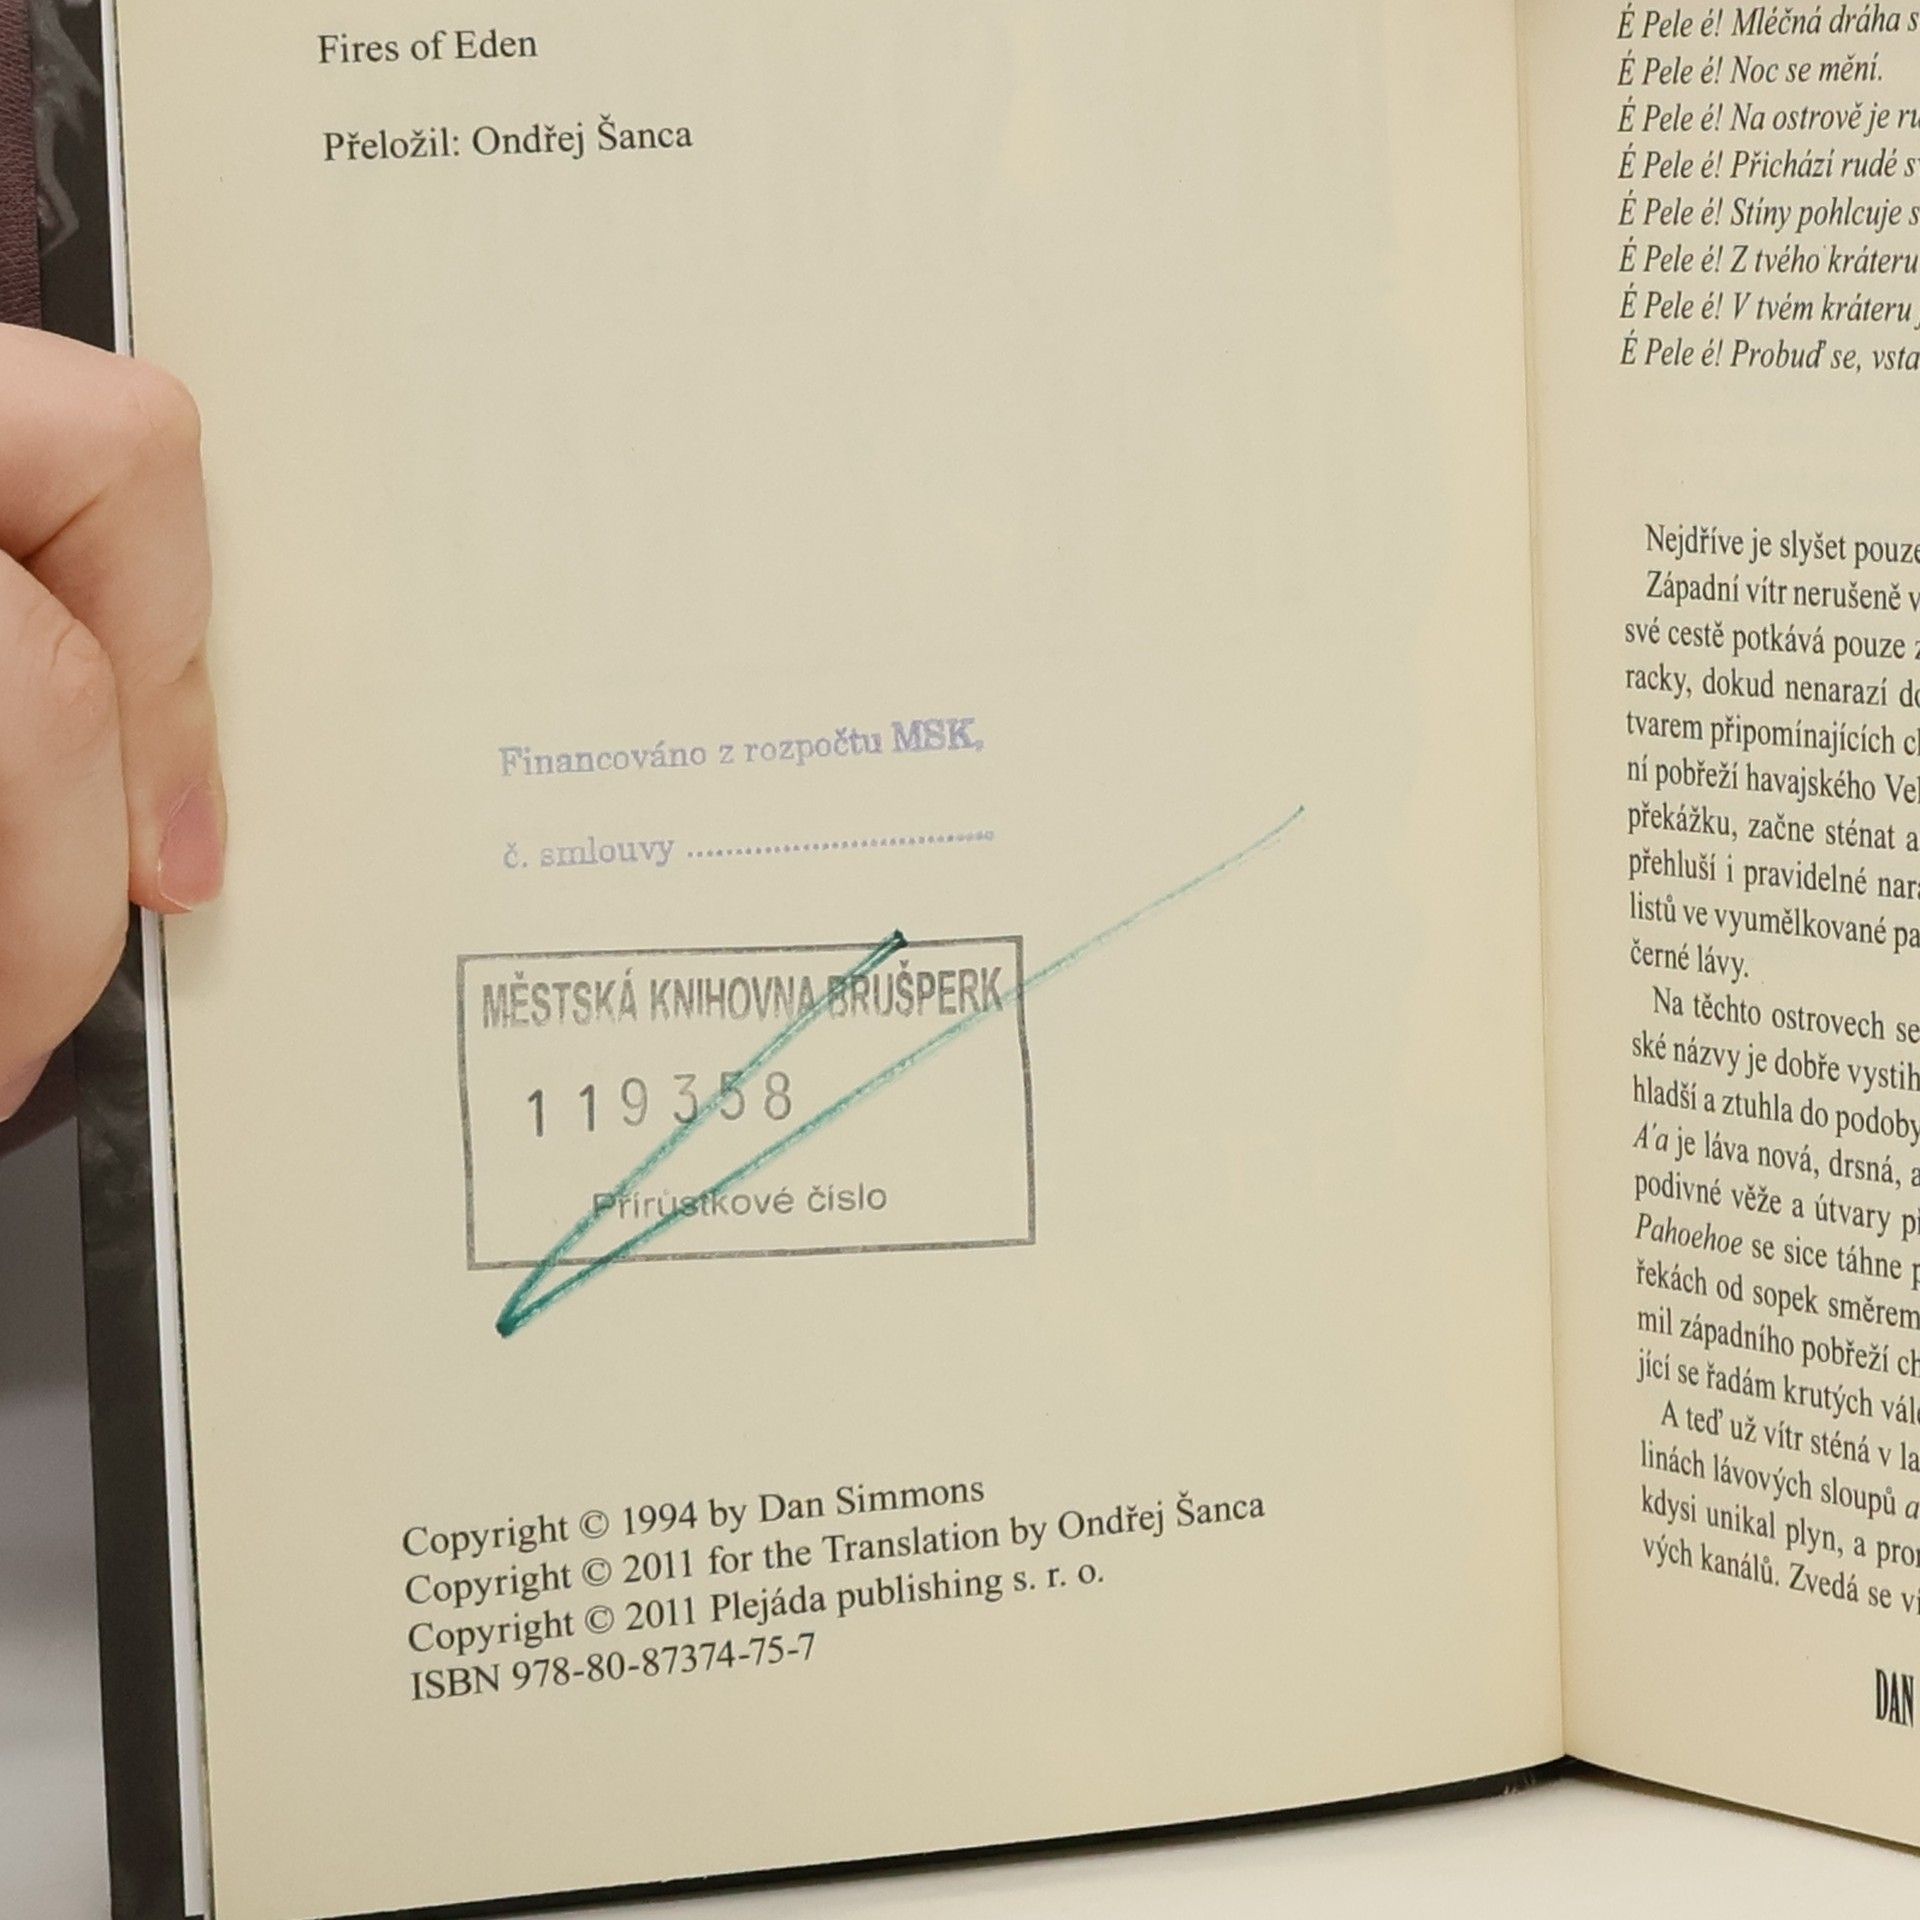 Fires of Eden
Přeložil: Ondřej Šanca
Financováno z rozpočtu MSK,
č. smlouvy ........................................
MĚSTSKÁ KNIHOVNA BRUŠPERK
119358
Přírůstkové číslo
Copyright © 1994 by Dan Simmons
Copyright © 2011 for the Translation by Ondřej Šanca
Copyright © 2011 Plejáda publishing s. r. o.
ISBN 978-80-87374-75-7
É Pele é! Mléčná dráha
É Pele é! Noc se mění.
É Pele é! Na ostrově je
É Pele é! Přichází rudé
É Pele é! Stíny pohlcuje
É Pele é! Z tvého kráteru
É Pele é! V tvém kráteru
É Pele é! Probuď se,
Nejdříve je slyšet pouze
Západní vítr nerušeně
své cestě potkává pouze
racky, dokud nenarazí
tvarem připomínajících
ní pobřeží havajského
překážku, začne sténat a
přehluší i pravidelné
listů ve vyumělkované
černé lávy.
Na těchto ostrovech se
ské názvy je dobře
hladší a ztuhla do podoby
A'a je láva nová, drsná,
podivné věže a útvary
Pahoehoe se sice táhne
řekách od sopek směrem
mil západního pobřeží
jící se řadám krutých
A teď už vítr sténá v
linách lávových sloupů
kdysi unikal plyn, a
vých kanálů. Zvedá se
DAN